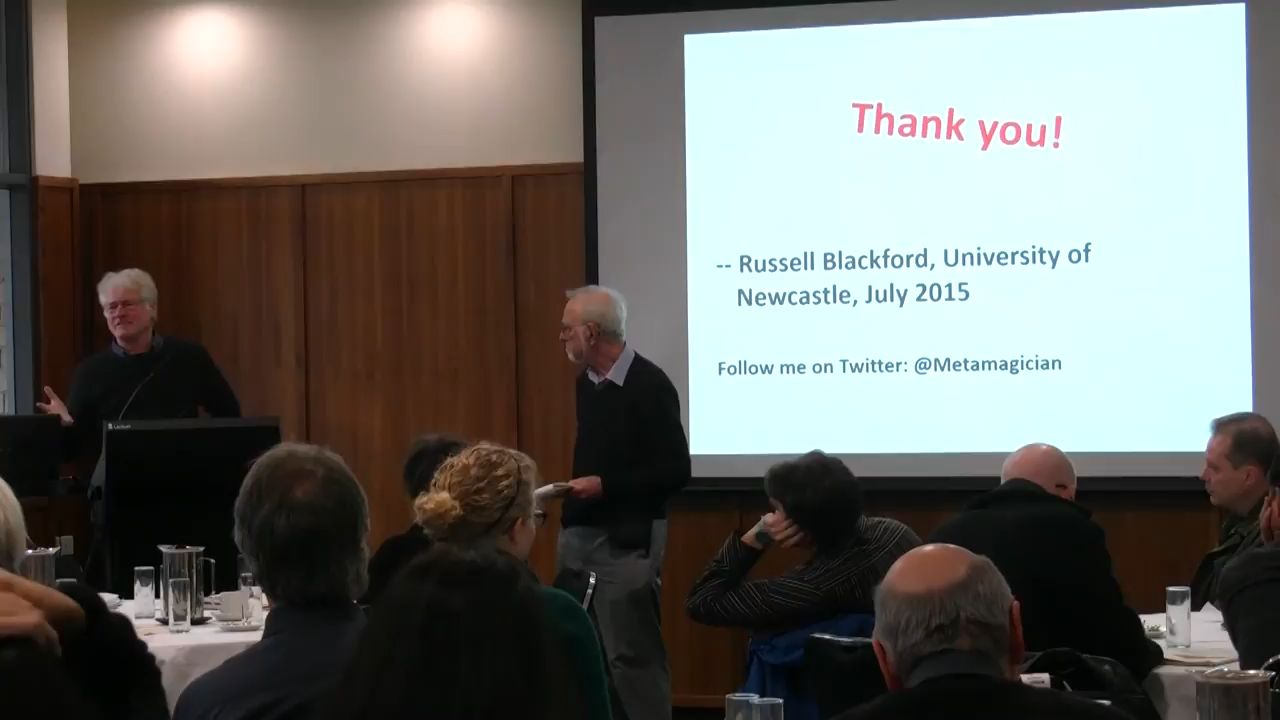 Thank you!
-- Russell Blackford, University of
Newcastle, July 2015
Follow me on Twitter: @Metamagician